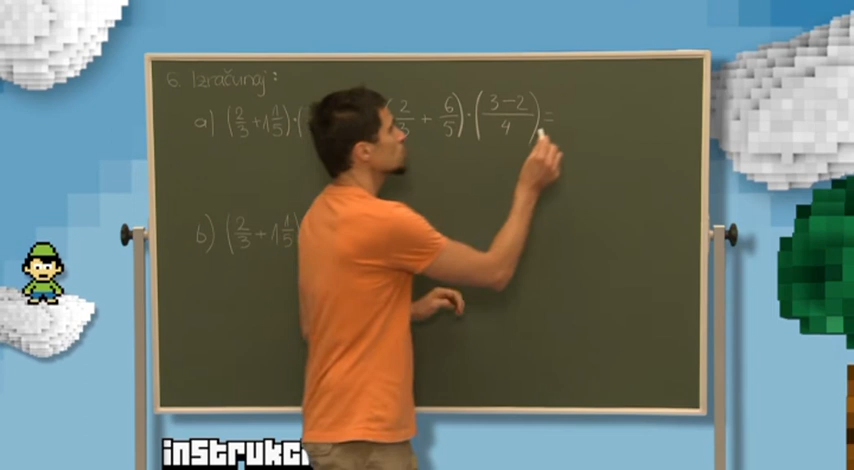 6. Izračunaj:
a) (2/3 + 1 1/5) · ( 2/3 + 6/5) · (3-2/4) =
b) (2/3 + 1 1/5)
instrukc